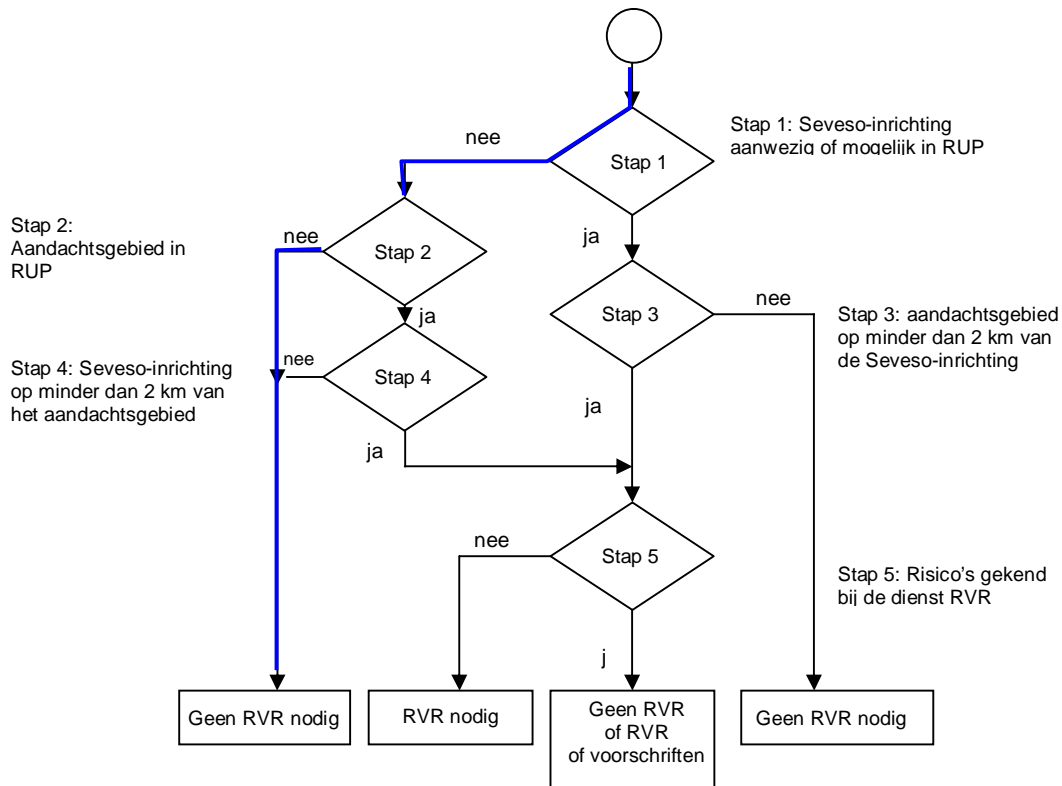 nee
Stap 1
Stap 1: Seveso-inrichting
aanwezig of mogelijk in RUP
Stap 2:
Aandachtsgebied in
RUP
nee
Stap 2
ja
ja
Stap 3
nee
Stap 3: aandachtsgebied
op minder dan 2 km van
de Seveso-inrichting
Stap 4: Seveso-inrichting
op minder dan 2 km van
het aandachtsgebied
nee
Stap 4
ja
ja
nee
Stap 5
Stap 5: Risico's gekend
bij de dienst RVR
j
Geen RVR nodig
RVR nodig
Geen RVR
of RVR
of voorschriften
Geen RVR nodig